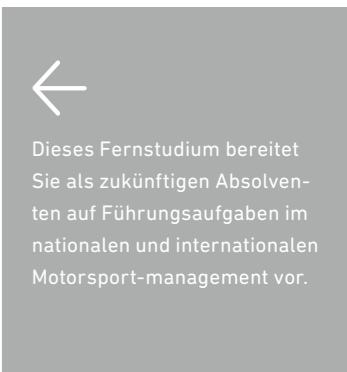 Dieses Fernstudium bereitet
Sie als zukünftigen Absolven-
ten auf Führungsaufgaben im
nationalen und internationalen
Motorsport-management vor.